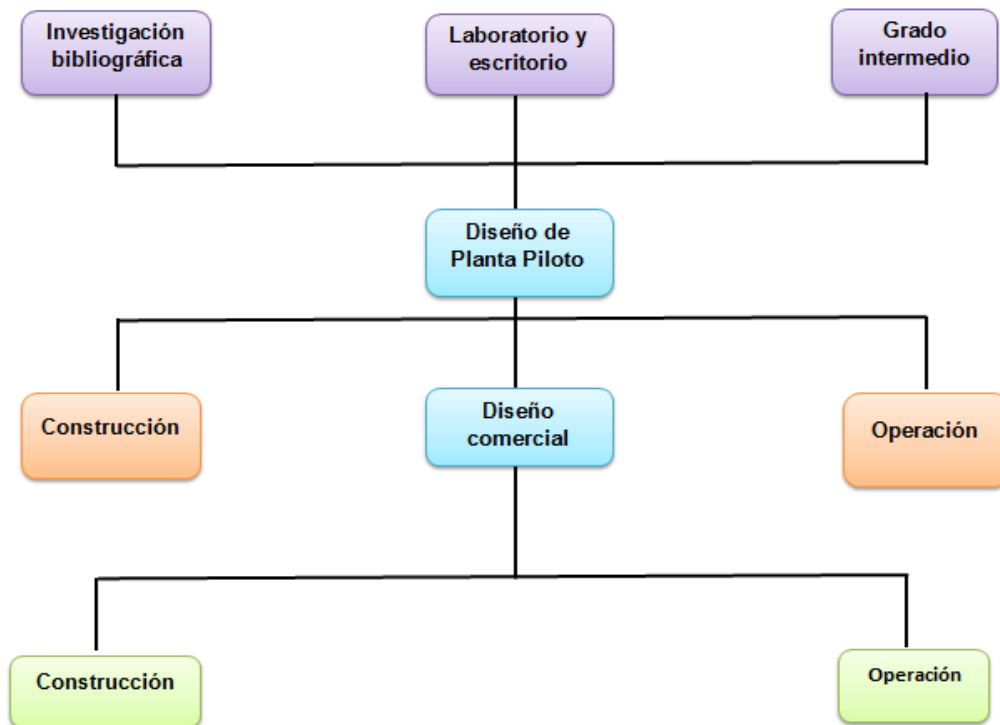 Investigación
bibliográfica
Laboratorio y
escritorio
Grado
intermedio
Diseño de
Planta Piloto
Construcción
Diseño
comercial
Operación
Construcción
Operación